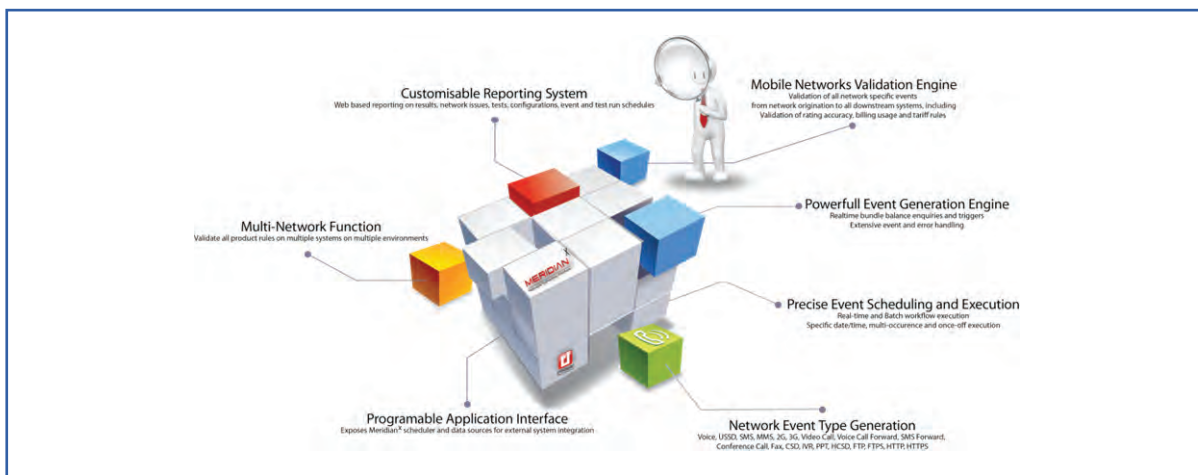 Customisable Reporting System
Web based reporting on results, network issues, tests, configurations, event and test run schedules
Mobile Networks Validation Engine
Validation of all network specific events
from network origination to all downstream systems, including
Validation of rating accuracy, billing usage and tariff rules
Multi-Network Function
Validate all product rules on multiple systems on multiple environments
Powerfull Event Generation Engine
Realtime bundle balance enquiries and triggers
Extensive event and error handling
MERIDIAN X
Precise Event Scheduling and Execution
Real-time and Batch workflow execution
Specific date/time, multi-occurence and once-off execution
Programable Application Interface
Exposes Meridian X scheduler and data sources for external system integration
Network Event Type Generation
Voice, USSD, SMS, MMS, 2G, 3G, Video Call, Voice Call Forward, SMS Forward,
Conference Call, Fax, CSD, IVR, PPT, HCSD, FTP, FTPS, HTTP, HTTPS